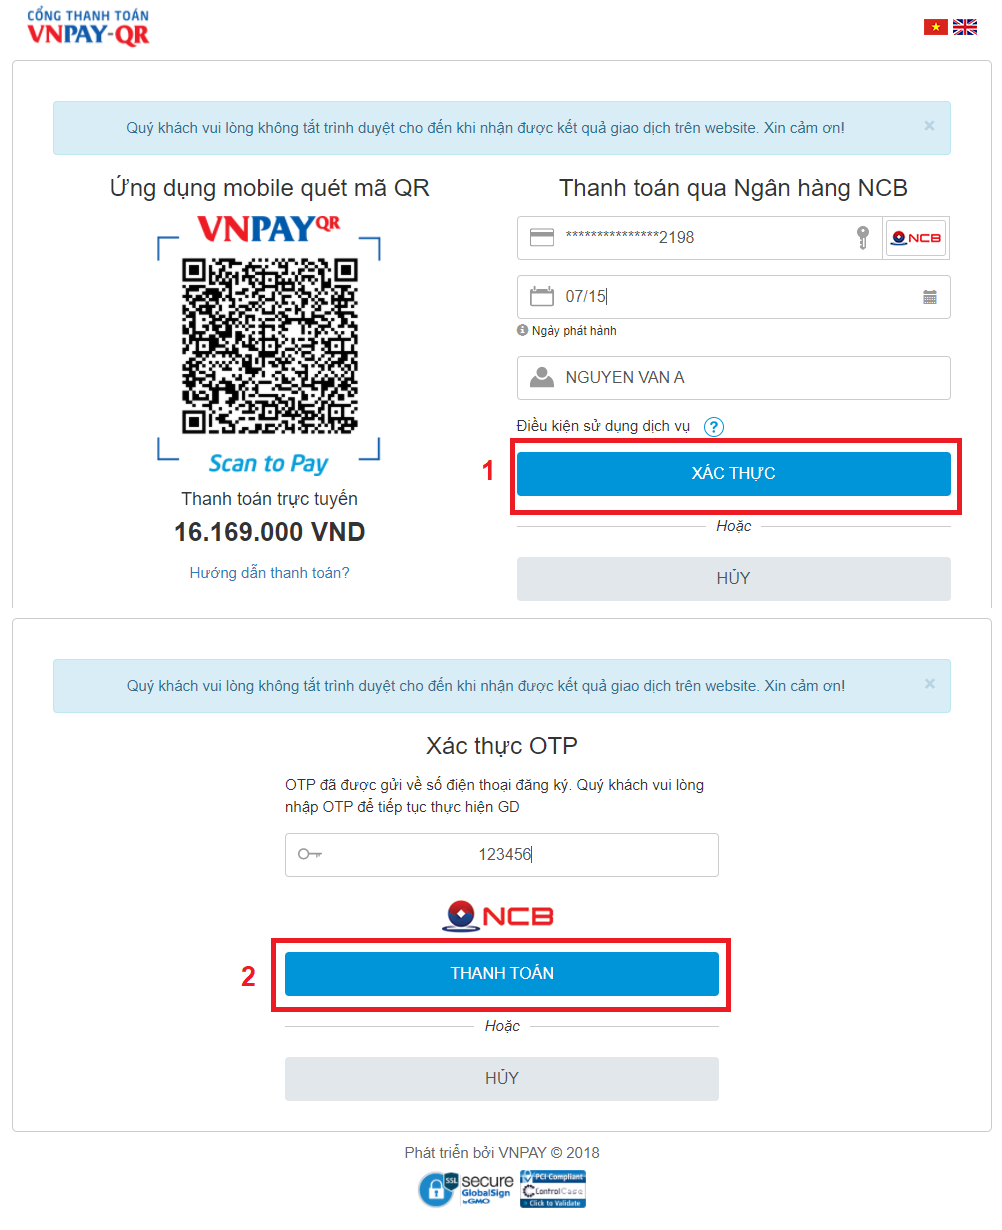 CỔNG THANH TOÁN
VNPAY-QR
Quý khách vui lòng không tắt trình duyệt cho đến khi nhận được kết quả giao dịch trên website. Xin cảm ơn!
×
Ứng dụng mobile quét mã QR
VNPAYQR
Scan to Pay
Thanh toán trực tuyến
16.169.000 VND
Hướng dẫn thanh toán?
Thanh toán qua Ngân hàng NCB
***************2198
NCB
07/15
Ngày phát hành
NGUYEN VAN A
Điều kiện sử dụng dịch vụ ?
1
XÁC THỰC
Hoặc
HỦY
Quý khách vui lòng không tắt trình duyệt cho đến khi nhận được kết quả giao dịch trên website. Xin cảm ơn!
×
Xác thực OTP
OTP đã được gửi về số điện thoại đăng ký. Quý khách vui lòng
nhập OTP để tiếp tục thực hiện GD
123456
NCB
2
THANH TOÁN
Hoặc
HỦY
Phát triển bởi VNPAY © 2018
SSL
secure
GlobalSign
by GMO
PCI Compliant
ControlCase
Click to Validate